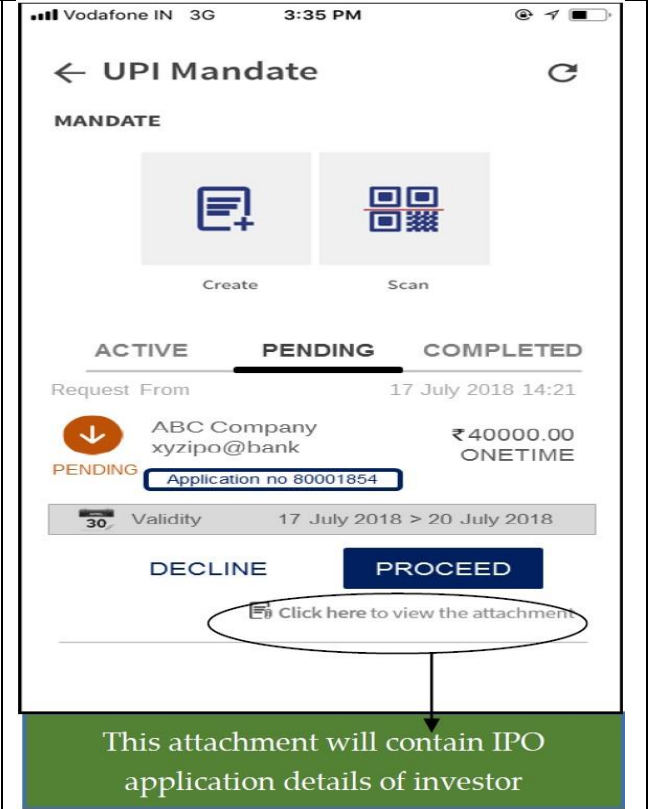 Vodafone IN 3G 3:35 PM
← UPI Mandate
MANDATE
Create Scan
ACTIVE PENDING COMPLETED
Request From 17 July 2018 14:21
ABC Company ₹40000.00
xyzipo@bank ONETIME
PENDING
Application no 80001854
30 Validity 17 July 2018 > 20 July 2018
DECLINE PROCEED
Click here to view the attachment
This attachment will contain IPO
application details of investor